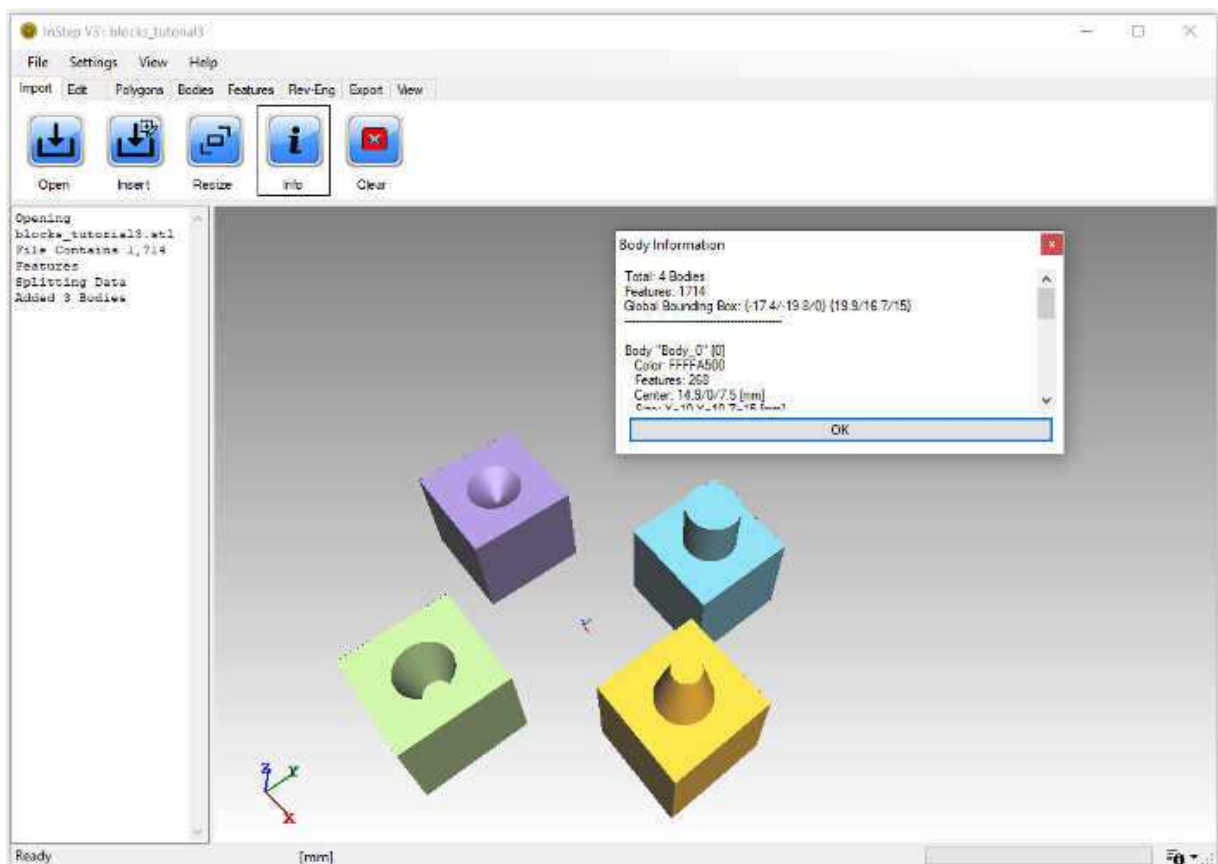 InStep V3: blocks_tutorial3
File Settings View Help
Import Edit Polygons Bodies Features Rev-Eng Export View
Open Insert Resize Info Clear
Opening
blocks_tutorial3.stl
File Contains 1,714
Features
Splitting Data
Added 3 Bodies
Body Information
Total: 4 Bodies
Features: 1714
Global Bounding Box: {-17.4/-19.8/0} {19.9/16.7/15}
Body "Body_0" [0]
Color: FFFFA500
Features: 268
Center: 14.9/0/7.5 [mm]
OK
Z Y
X
Ready [mm]